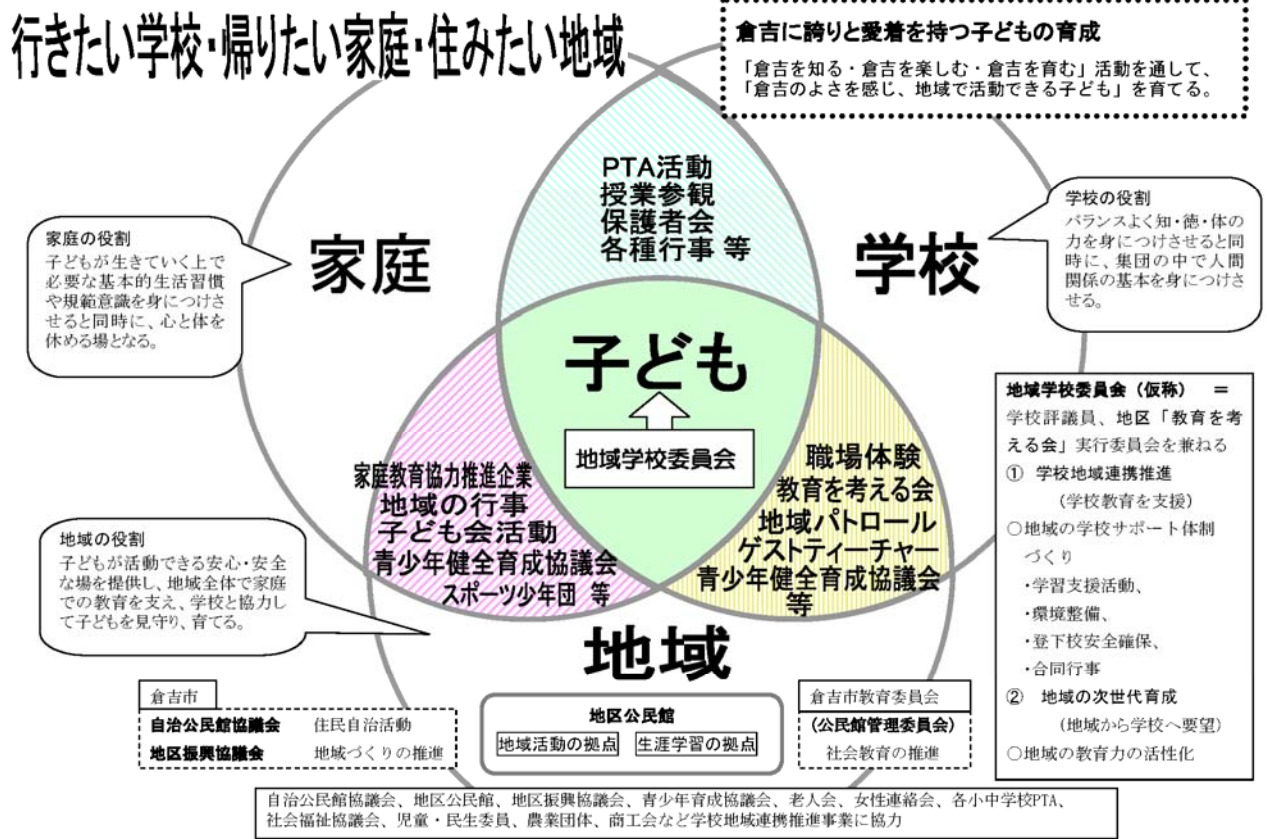 行きたい学校・帰りたい家庭・住みたい地域
倉吉に誇りと愛着を持つ子どもの育成
「倉吉を知る・倉吉を楽しむ・倉吉を育む」活動を通して、
「倉吉のよさを感じ、地域で活動できる子ども」を育てる。
PTA活動
授業参観
保護者会
各種行事 等
家庭の役割
子どもが生きていく上で
必要な基本的生活習慣
や規範意識を身につけさ
せると同時に、心と体を
休める場となる。
家庭
学校
学校の役割
バランスよく知・徳・体の
力を身につけさせると同
時に、集団の中で人間
関係の基本を身につけさ
せる。
子ども
地域学校委員会
家庭教育協力推進企業
地域の行事
子ども会活動
青少年健全育成協議会
スポーツ少年団 等
職場体験
教育を考える会
地域パトロール
ゲストティーチャー
青少年健全育成協議会
等
地域の役割
子どもが活動できる安心・安全
な場を提供し、地域全体で家庭
での教育を支え、学校と協力し
て子どもを見守り、育てる。
地域
地域学校委員会（仮称） ＝
学校評議員、地区「教育を考
える会」実行委員会を兼ねる
① 学校地域連携推進
（学校教育を支援）
○地域の学校サポート体制
づくり
・学習支援活動、
・環境整備、
・登下校安全確保、
・合同行事
② 地域の次世代育成
（地域から学校へ要望）
○地域の教育力の活性化
倉吉市
自治公民館協議会 住民自治活動
地区振興協議会 地域づくりの推進
地区公民館
地域活動の拠点 生涯学習の拠点
倉吉市教育委員会
(公民館管理委員会)
社会教育の推進
自治公民館協議会、地区公民館、地区振興協議会、青少年育成協議会、老人会、女性連絡会、各小中学校PTA、
社会福祉協議会、児童・民生委員、農業団体、商工会など学校地域連携推進事業に協力